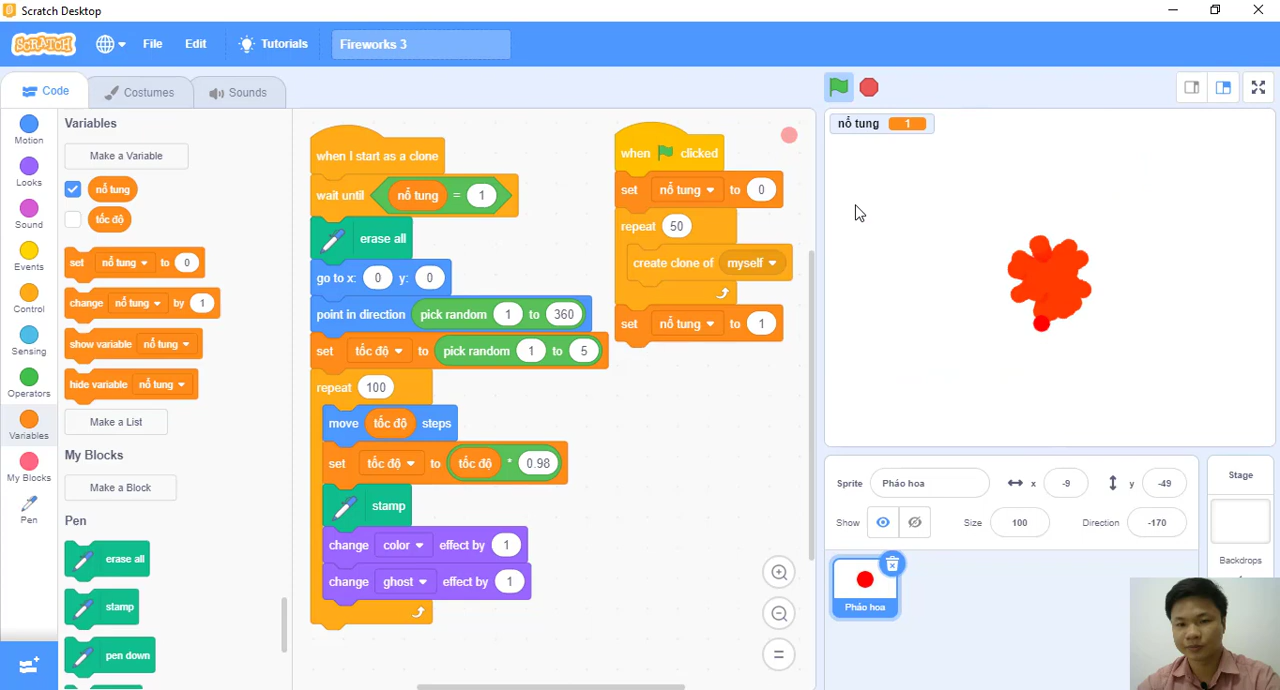 Scratch Desktop
SCRATCH File Edit Tutorials Fireworks 3
Code Costumes Sounds
Motion
Looks
Sound
Events
Control
Sensing
Operators
Variables
My Blocks
Pen
Variables
Make a Variable
nổ tung
tốc độ
set nổ tung to 0
change nổ tung by 1
show variable nổ tung
hide variable nổ tung
Make a List
My Blocks
Make a Block
Pen
erase all
stamp
pen down
when I start as a clone
wait until nổ tung = 1
erase all
go to x: 0 y: 0
point in direction pick random 1 to 360
set tốc độ to pick random 1 to 5
repeat 100
move tốc độ steps
set tốc độ to tốc độ * 0.98
stamp
change color effect by 1
change ghost effect by 1
when clicked
set nổ tung to 0
repeat 50
create clone of myself
set nổ tung to 1
nổ tung 1
Sprite Pháo hoa x -9 y -49
Show Size 100 Direction -170
Pháo hoa
Stage
Backdrops